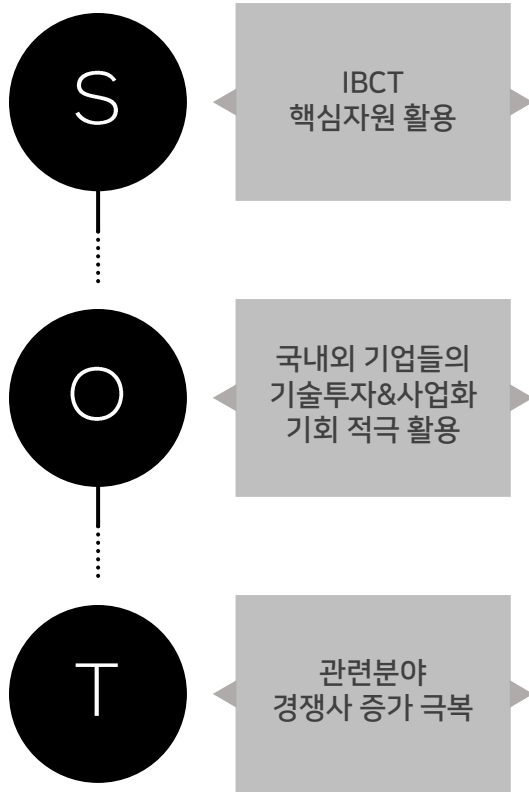 S
IBCT
핵심자원 활용
O
국내외 기업들의
기술투자&사업화
기회 적극 활용
T
관련분야
경쟁사 증가 극복